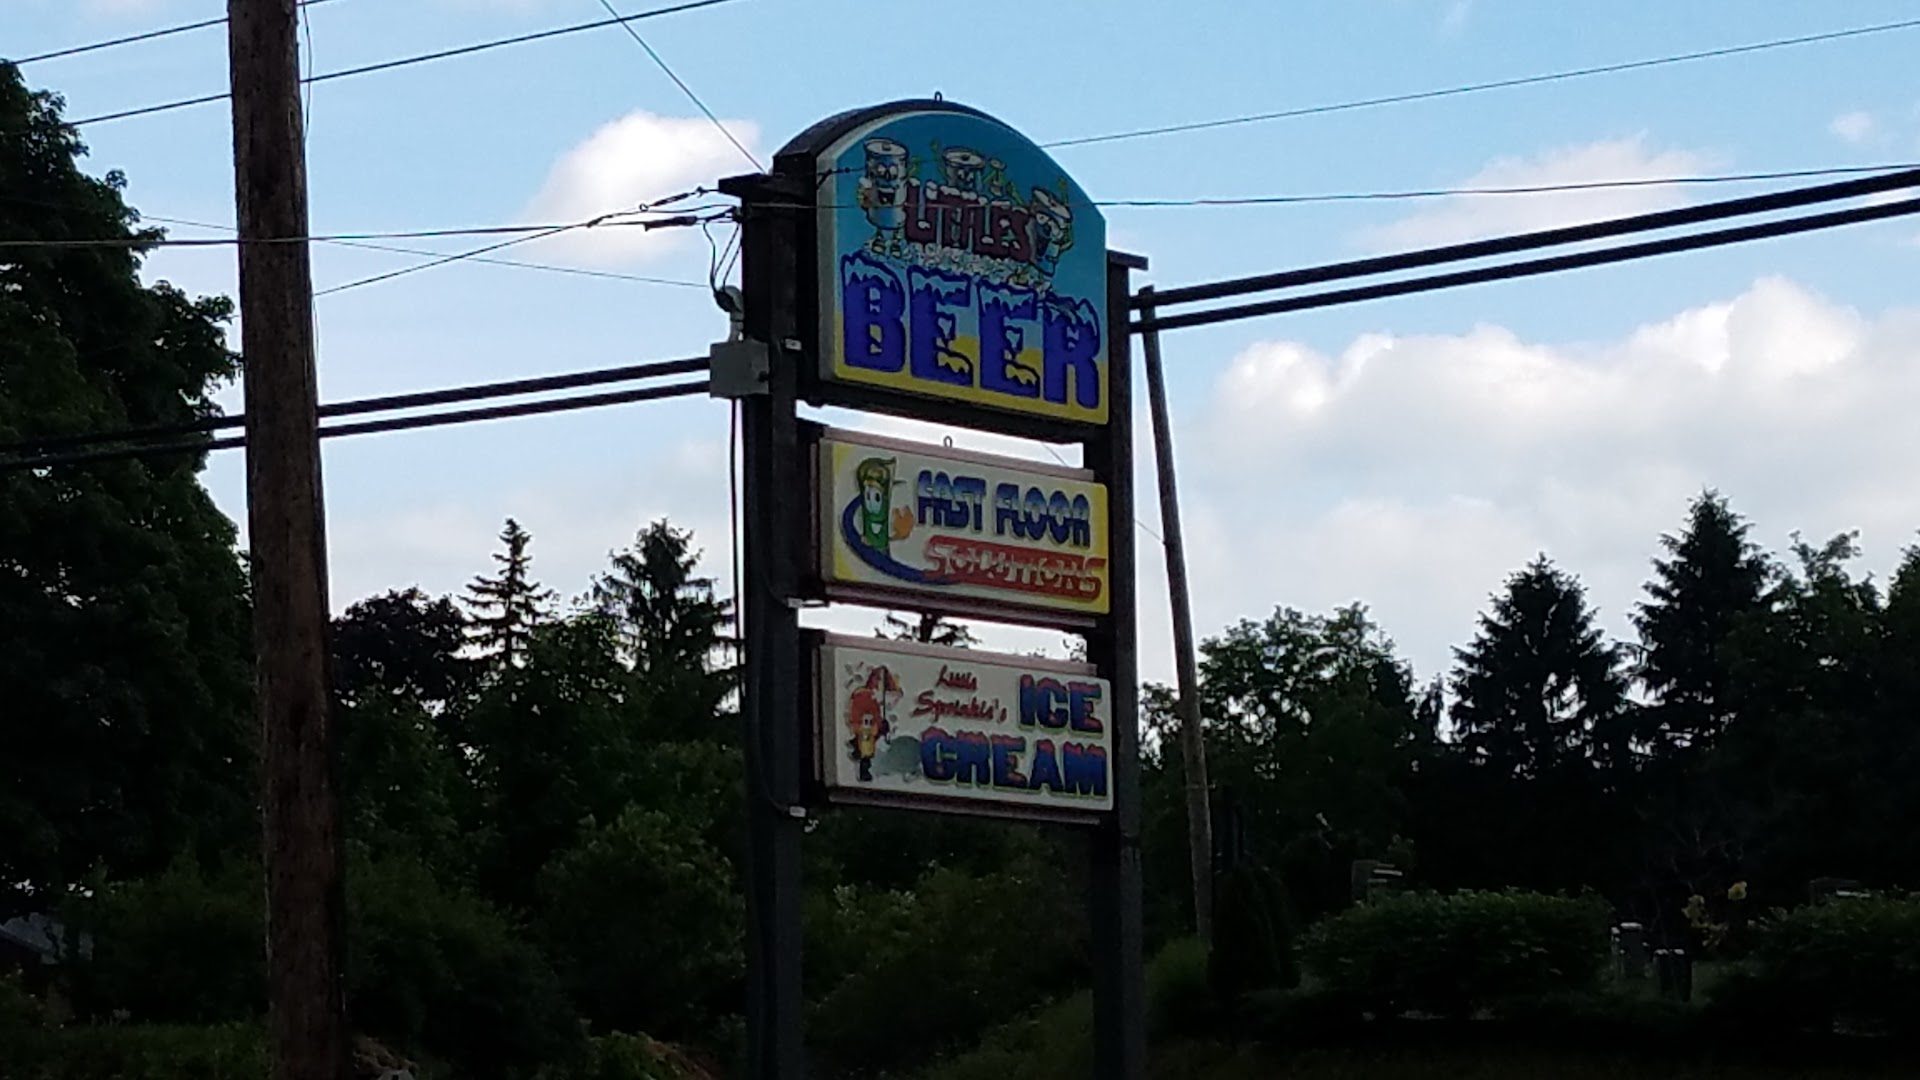 LITTLES
BEER
FAST FLOOR
SOLUTIONS
Little
Sprinkle's ICE
CREAM